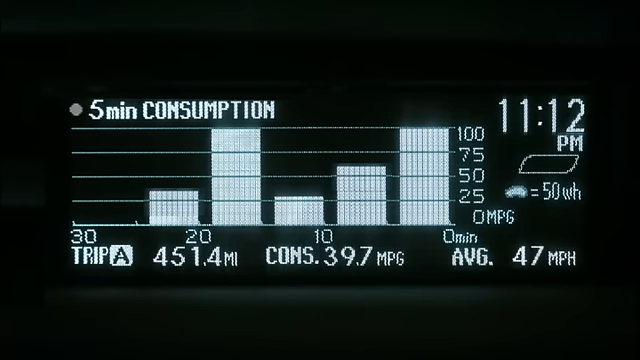 5min CONSUMPTION
11:12
PM
100
75
50
25
0MPG
= 50Wh
30 20 10 0min
TRIP A 451.4MI CONS. 39.7MPG AVG. 47MPH